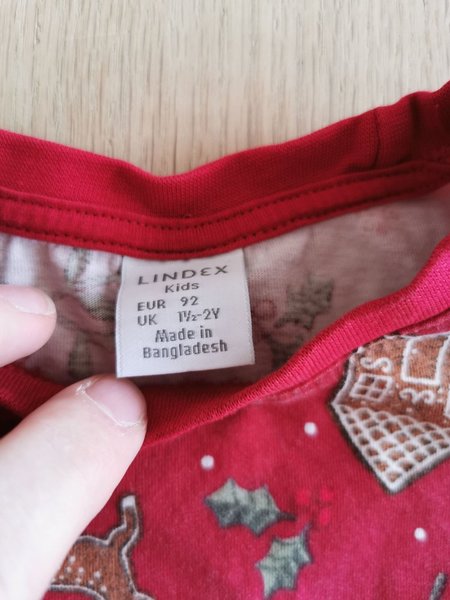 LINDEX
Kids
EUR 92
UK 1½-2Y
Made in
Bangladesh